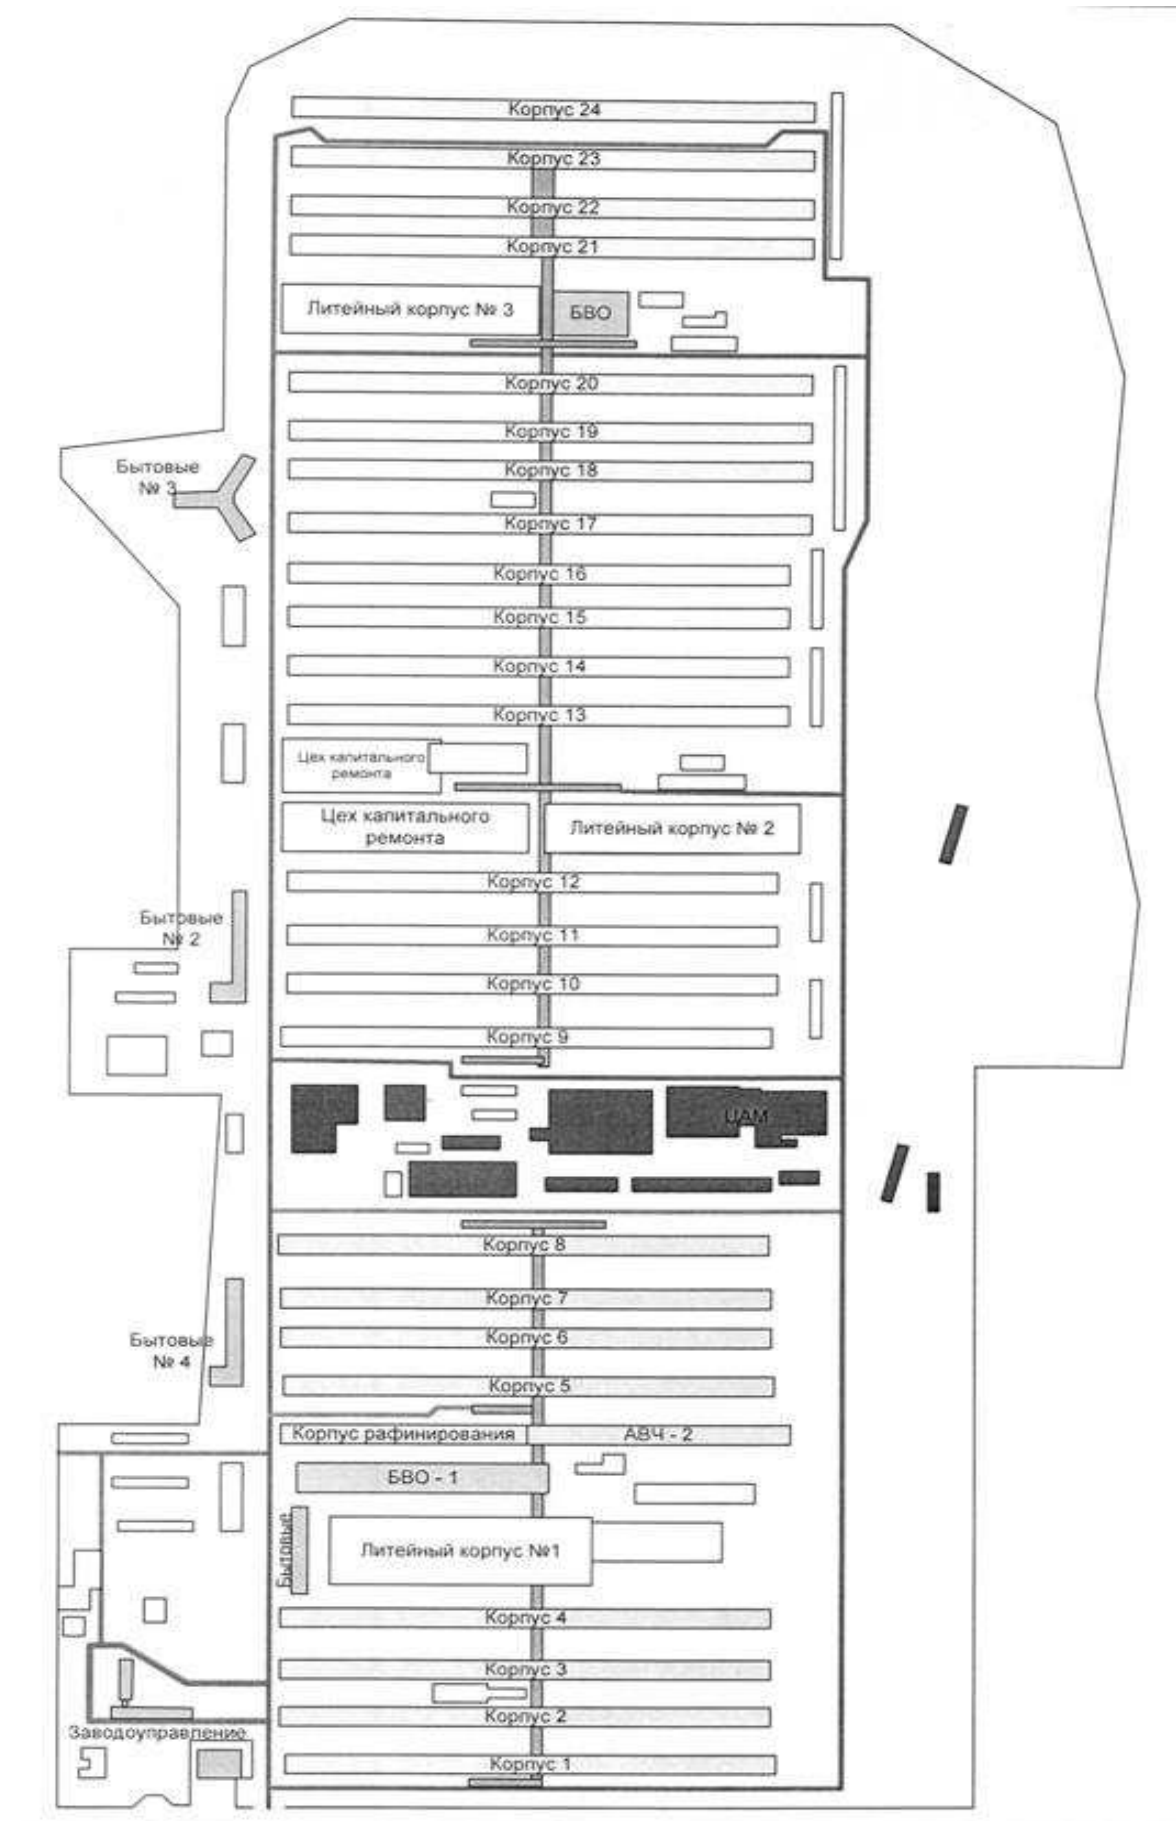 Корпус 24
Корпус 23
Корпус 22
Корпус 21
Литейный корпус № 3
БВО
Корпус 20
Корпус 19
Бытовые
№ 3
Корпус 18
Корпус 17
Корпус 16
Корпус 15
Корпус 14
Корпус 13
Цех капитального
ремонта
Цех капитального
ремонта
Литейный корпус № 2
Корпус 12
Бытовые
№ 2
Корпус 11
Корпус 10
Корпус 9
ЦАМ
Корпус 8
Корпус 7
Корпус 6
Бытовые
№ 4
Корпус 5
Корпус рафинирования
АВЧ - 2
БВО - 1
Бытовые
Литейный корпус №1
Корпус 4
Корпус 3
Корпус 2
Заводоуправление
Корпус 1